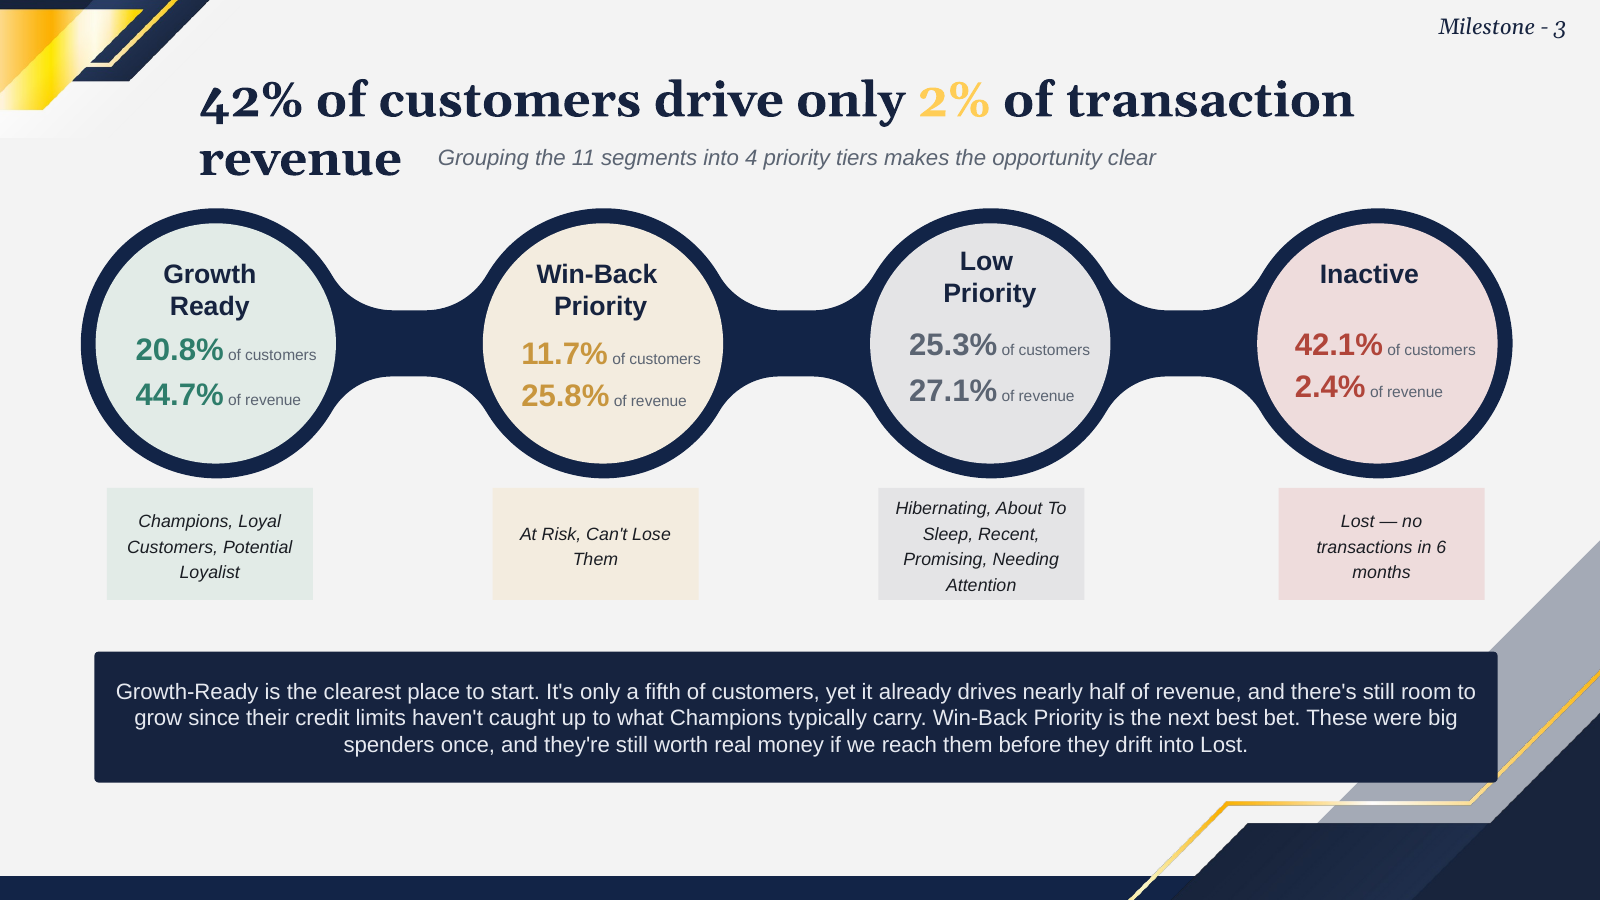 Milestone - 3
42% of customers drive only 2% of transaction
revenue
Grouping the 11 segments into 4 priority tiers makes the opportunity clear
Growth
Ready
20.8% of customers
44.7% of revenue
Win-Back
Priority
11.7% of customers
25.8% of revenue
Low
Priority
25.3% of customers
27.1% of revenue
Inactive
42.1% of customers
2.4% of revenue
Champions, Loyal
Customers, Potential
Loyalist
At Risk, Can't Lose
Them
Hibernating, About To
Sleep, Recent,
Promising, Needing
Attention
Lost — no
transactions in 6
months
Growth-Ready is the clearest place to start. It's only a fifth of customers, yet it already drives nearly half of revenue, and there's still room to
grow since their credit limits haven't caught up to what Champions typically carry. Win-Back Priority is the next best bet. These were big
spenders once, and they're still worth real money if we reach them before they drift into Lost.